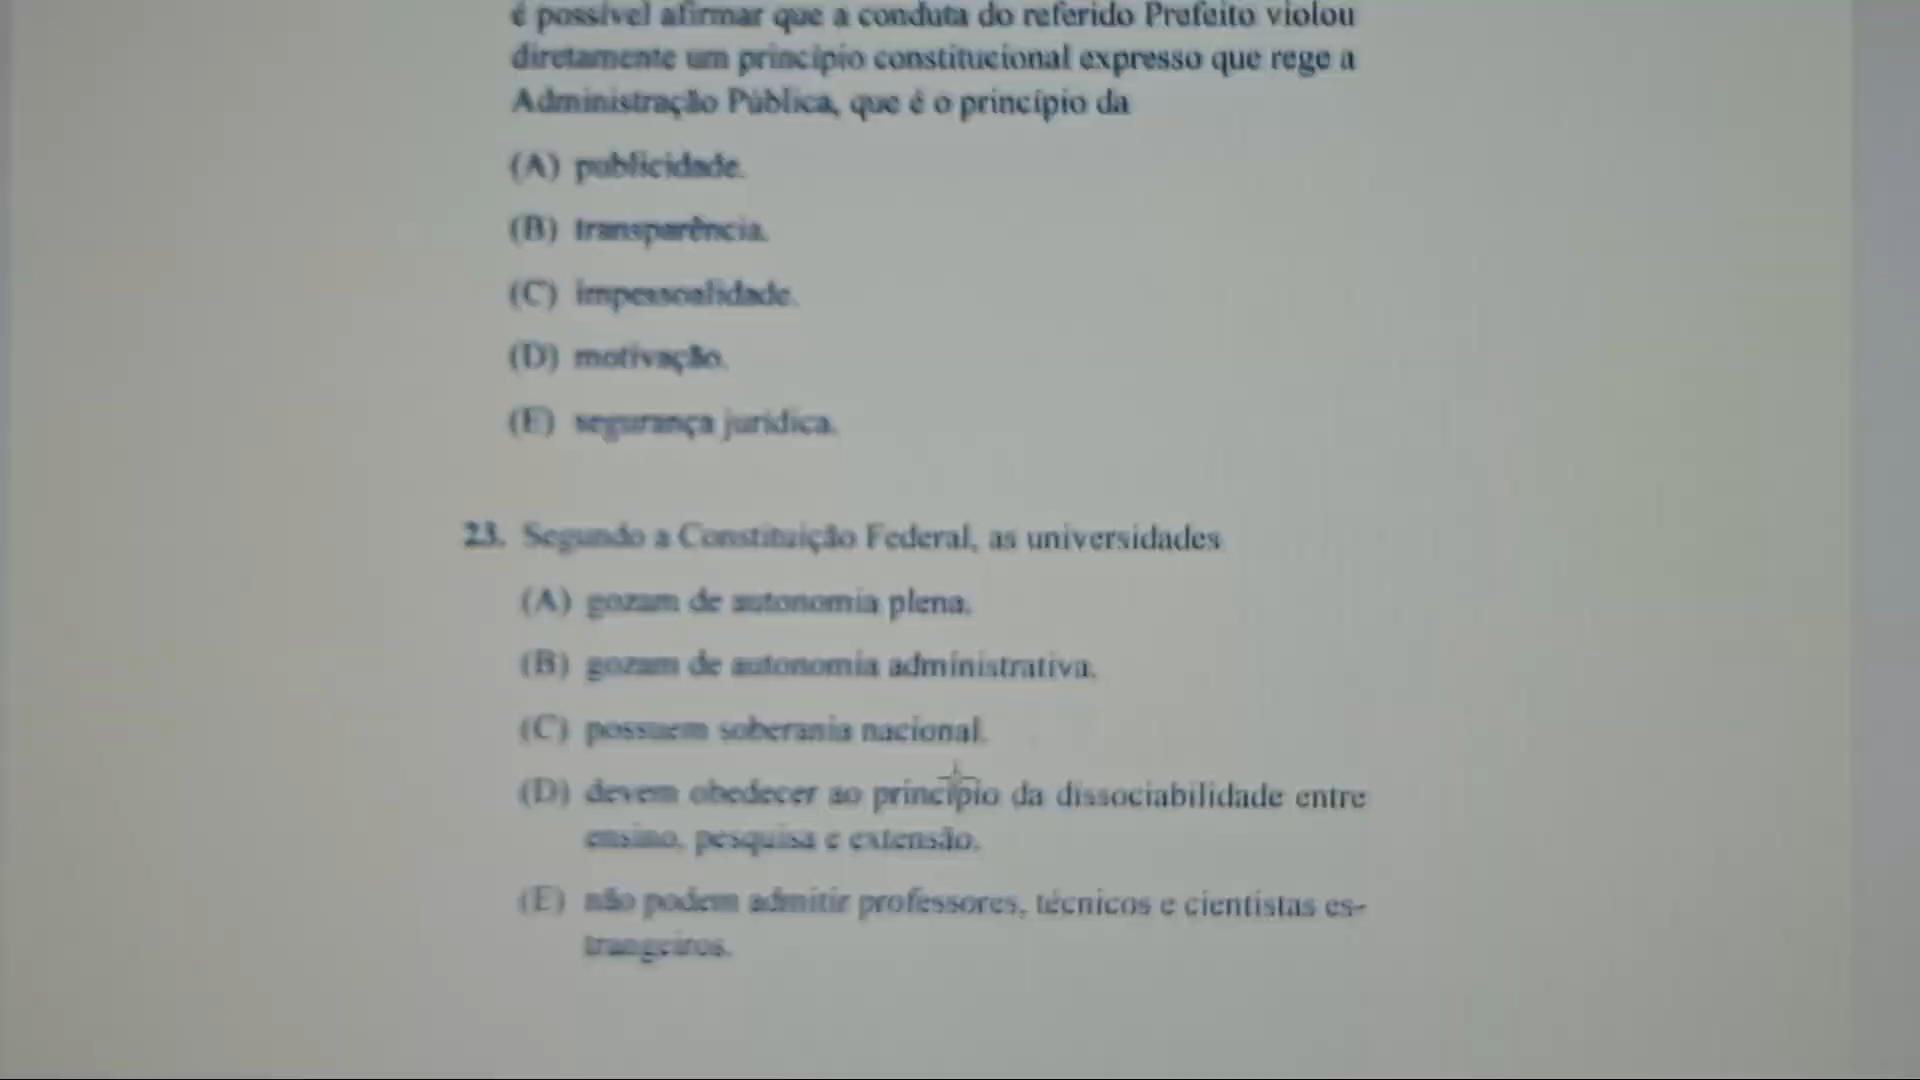 é possível afirmar que a conduta do referido Prefeito violou
diretamente um princípio constitucional expresso que rege a
Administração Pública, que é o princípio da
(A) publicidade.
(B) transparência.
(C) impessoalidade.
(D) motivação.
(E) segurança jurídica.
23. Segundo a Constituição Federal, as universidades
(A) gozam de autonomia plena.
(B) gozam de autonomia administrativa.
(C) possuem soberania nacional.
(D) devem obedecer ao princípio da dissociabilidade entre
ensino, pesquisa e extensão.
(E) não podem admitir professores, técnicos e cientistas es-
trangeiros.